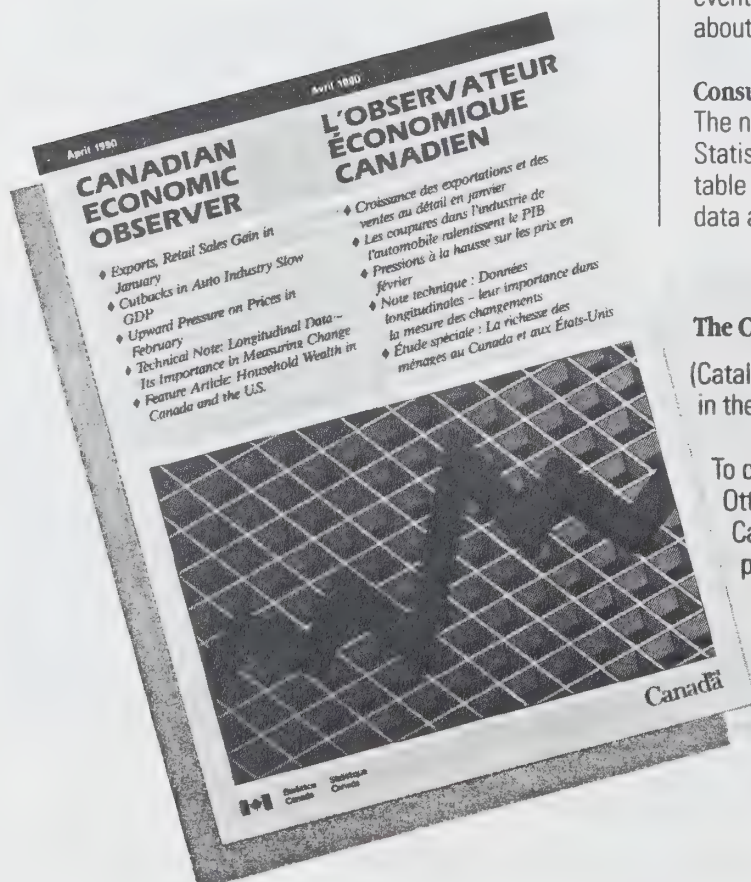 April 1990
Avril 1990
CANADIAN
ECONOMIC
OBSERVER
♦ Exports, Retail Sales Gain in
January
♦ Cutbacks in Auto Industry Slow
GDP
♦ Upward Pressure on Prices in
February
♦ Technical Note: Longitudinal Data –
Its Importance in Measuring Change
♦ Feature Article: Household Wealth in
Canada and the U.S.
L'OBSERVATEUR
ÉCONOMIQUE
CANADIEN
♦ Croissance des exportations et des
ventes au détail en janvier
♦ Les coupures dans l'industrie de
l'automobile ralentissent le PIB
♦ Pressions à la hausse sur les prix en
février
♦ Note technique : Données
longitudinales – leur importance dans
la mesure des changements
♦ Étude spéciale : La richesse des
ménages au Canada et aux États-Unis
Canada
Statistics Statistique
Canada Canada
about
Consu
The n
Statis
table
data a
The C
(Catal
in the
To c
Ott
Ca
p